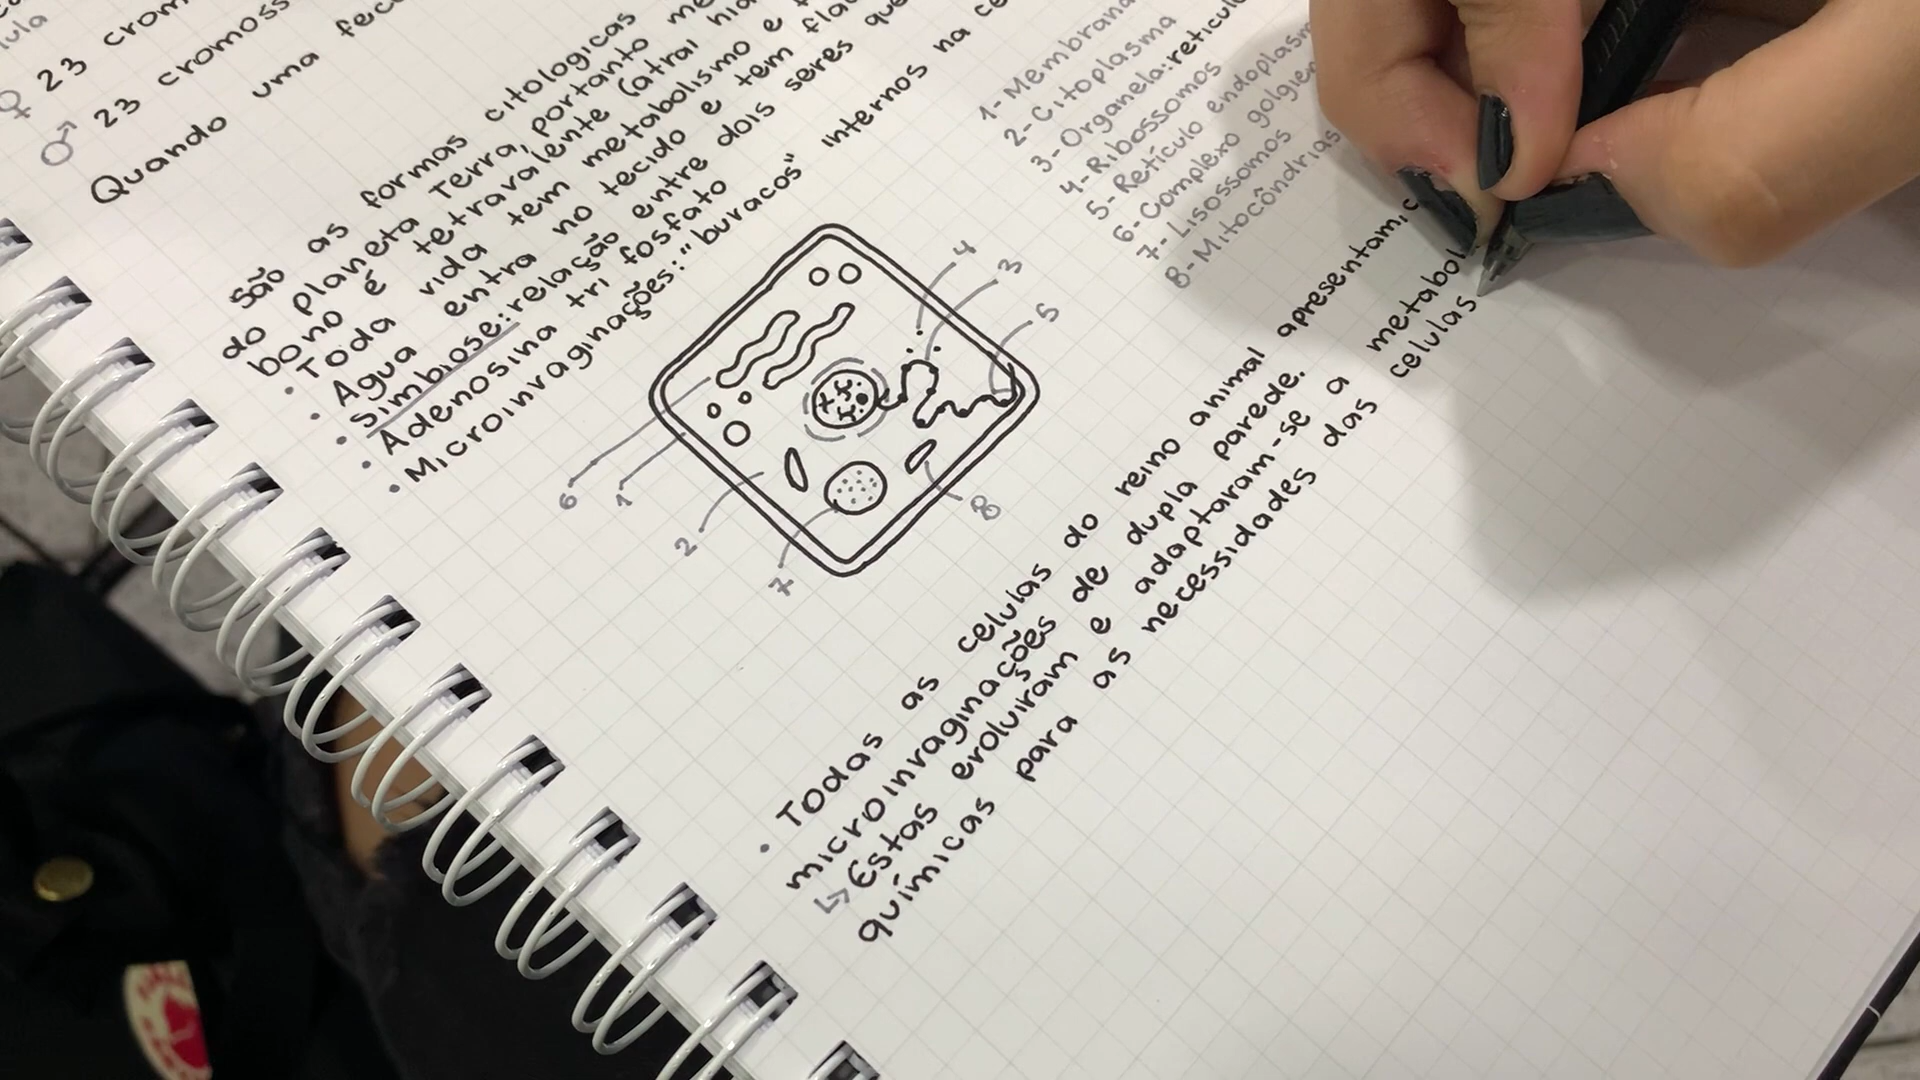 ♀ 23 crom
♂ 23 cromoss
Quando uma fec
São as formas citologicas
do planeta Terra, portanto
bono é tetravalente (atrai
• Toda vida tem metabolismo e
• Agua entra no tecido e tem
• Simbiose: relação entre dois seres
• Adenosina tri fosfato
• Microinvaginações: "buracos" internos na
1- Membrana
2- Citoplasma
3- Organela: reticul
4- Ribossomos
5- Retículo endoplasm
6- Complexo golgien
7- Lisossomos
8- Mitocôndrias
4
3
5
6
1
2
7
8
• Todas as celulas do reino animal apresentam,
microinvaginações de dupla parede.
↳ Estas evoluiram e adaptaram-se a metabol
químicas para as necessidades das celulas